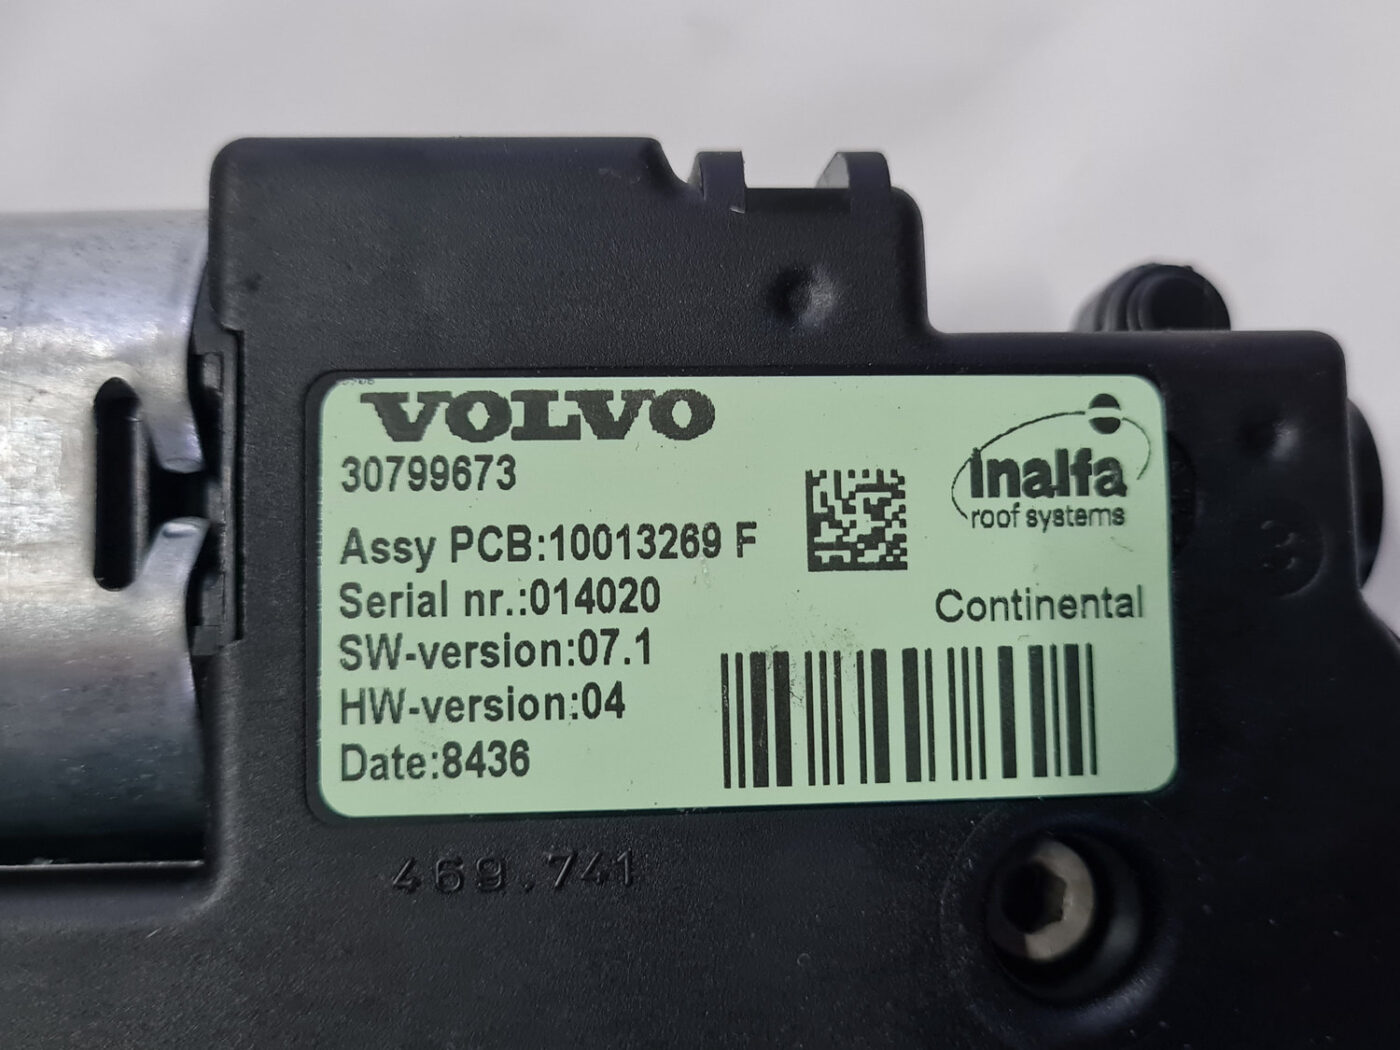 VOLVO
30799673
Assy PCB:10013269 F
Serial nr.:014020
SW-version:07.1
HW-version:04
Date:8436
inalfa
roof systems
Continental
469.741